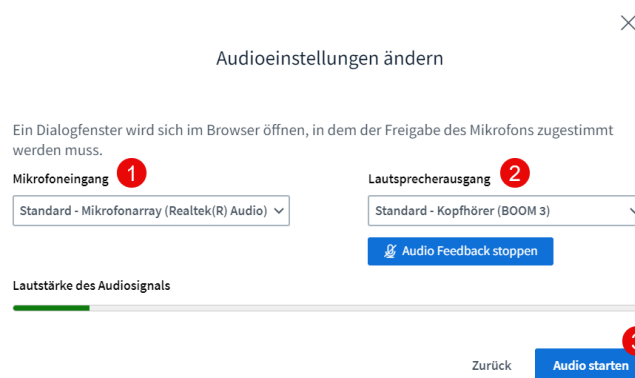 Audioeinstellungen ändern
Ein Dialogfenster wird sich im Browser öffnen, in dem der Freigabe des Mikrofons zugestimmt
werden muss.
Mikrofoneingang 1
Lautsprecherausgang 2
Standard - Mikrofonarray (Realtek(R) Audio)
Standard - Kopfhörer (BOOM 3)
Audio Feedback stoppen
Lautstärke des Audiosignals
3
Zurück
Audio starten